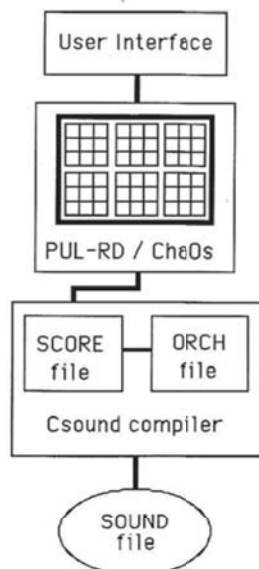 User Interface
PUL-RD / ChaOs
SCORE
file
ORCH
file
Csound compiler
SOUND
file